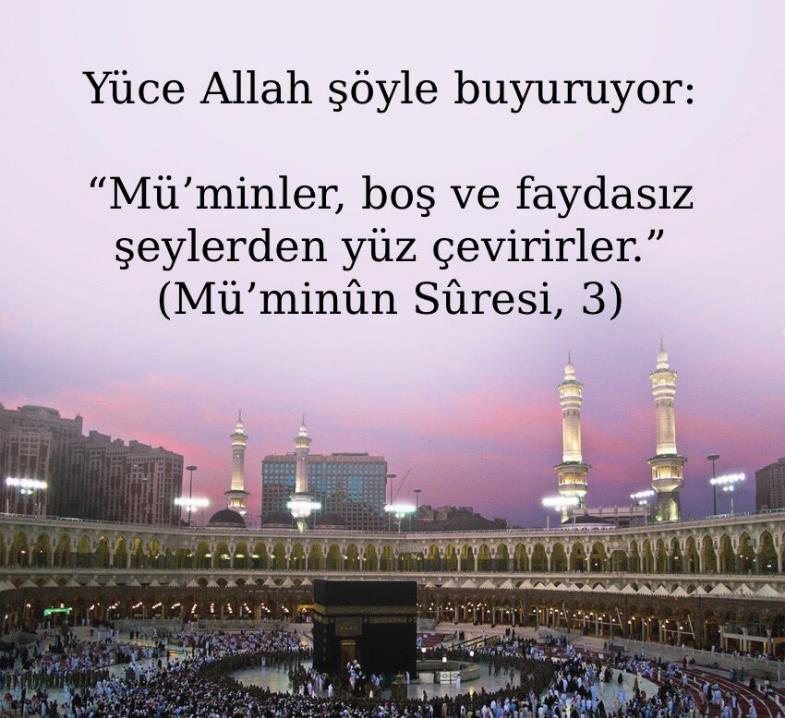 Yüce Allah şöyle buyuruyor:
“Mü’minler, boş ve faydasız
şeylerden yüz çevirirler.”
(Mü’minûn Sûresi, 3)